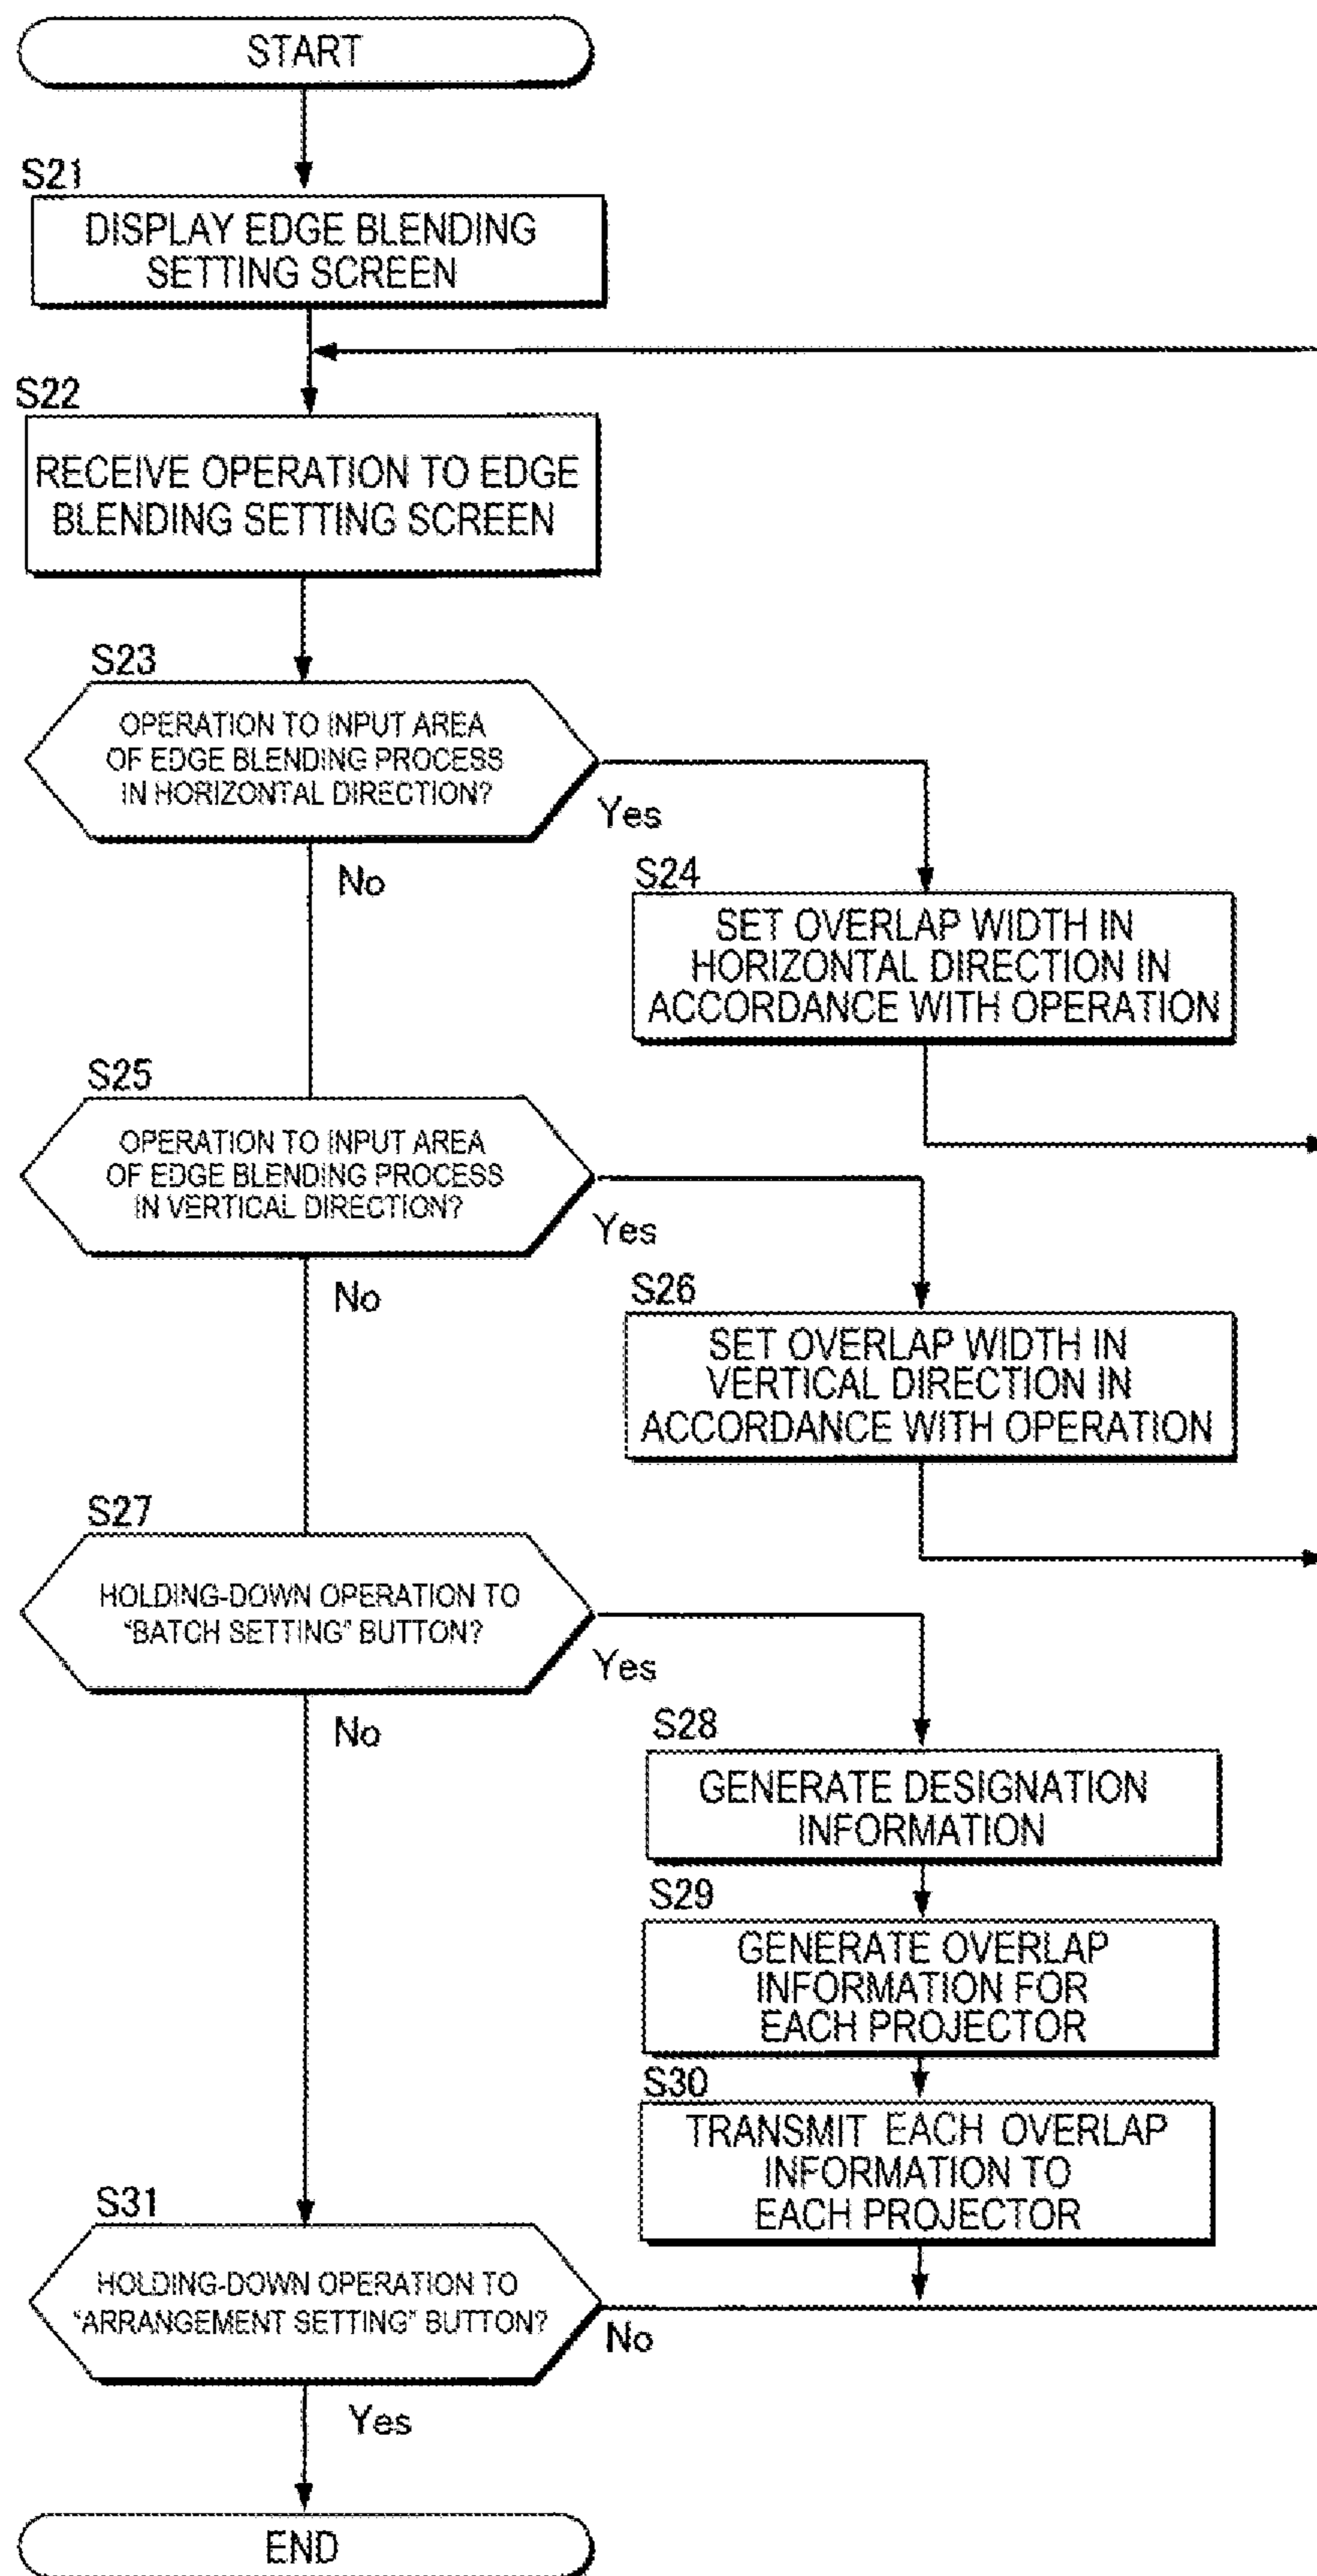 START
S21
DISPLAY EDGE BLENDING
SETTING SCREEN
S22
RECEIVE OPERATION TO EDGE
BLENDING SETTING SCREEN
S23
OPERATION TO INPUT AREA
OF EDGE BLENDING PROCESS
IN HORIZONTAL DIRECTION?
Yes
No
S24
SET OVERLAP WIDTH IN
HORIZONTAL DIRECTION IN
ACCORDANCE WITH OPERATION
S25
OPERATION TO INPUT AREA
OF EDGE BLENDING PROCESS
IN VERTICAL DIRECTION?
Yes
No
S26
SET OVERLAP WIDTH IN
VERTICAL DIRECTION IN
ACCORDANCE WITH OPERATION
S27
HOLDING-DOWN OPERATION TO
"BATCH SETTING" BUTTON?
Yes
No
S28
GENERATE DESIGNATION
INFORMATION
S29
GENERATE OVERLAP
INFORMATION FOR
EACH PROJECTOR
S30
TRANSMIT EACH OVERLAP
INFORMATION TO
EACH PROJECTOR
S31
HOLDING-DOWN OPERATION TO
"ARRANGEMENT SETTING" BUTTON?
No
Yes
END